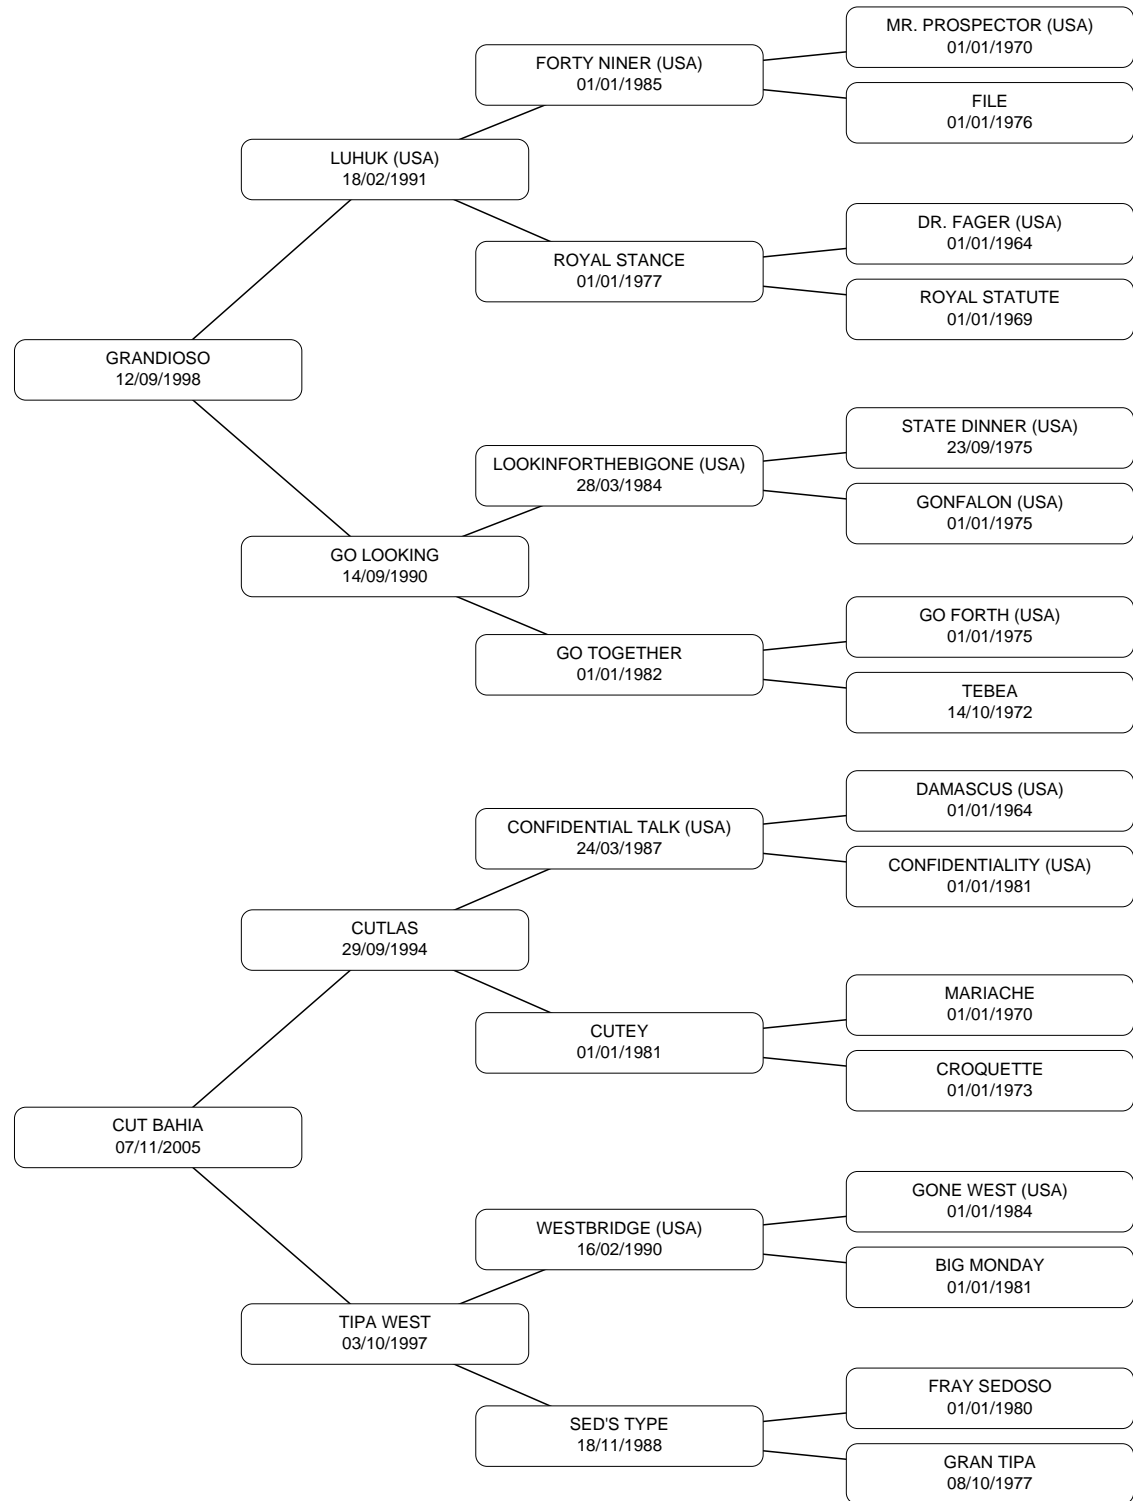 MR. PROSPECTOR (USA)
01/01/1970
FORTY NINER (USA)
01/01/1985
FILE
01/01/1976
LUHUK (USA)
18/02/1991
DR. FAGER (USA)
01/01/1964
ROYAL STANCE
01/01/1977
ROYAL STATUTE
01/01/1969
GRANDIOSO
12/09/1998
STATE DINNER (USA)
23/09/1975
LOOKINFORTHEBIGONE (USA)
28/03/1984
GONFALON (USA)
01/01/1975
GO LOOKING
14/09/1990
GO FORTH (USA)
01/01/1975
GO TOGETHER
01/01/1982
TEBEA
14/10/1972
DAMASCUS (USA)
01/01/1964
CONFIDENTIAL TALK (USA)
24/03/1987
CONFIDENTIALITY (USA)
01/01/1981
CUTLAS
29/09/1994
MARIACHE
01/01/1970
CUTEY
01/01/1981
CROQUETTE
01/01/1973
CUT BAHIA
07/11/2005
GONE WEST (USA)
01/01/1984
WESTBRIDGE (USA)
16/02/1990
BIG MONDAY
01/01/1981
TIPA WEST
03/10/1997
FRAY SEDOSO
01/01/1980
SED'S TYPE
18/11/1988
GRAN TIPA
08/10/1977